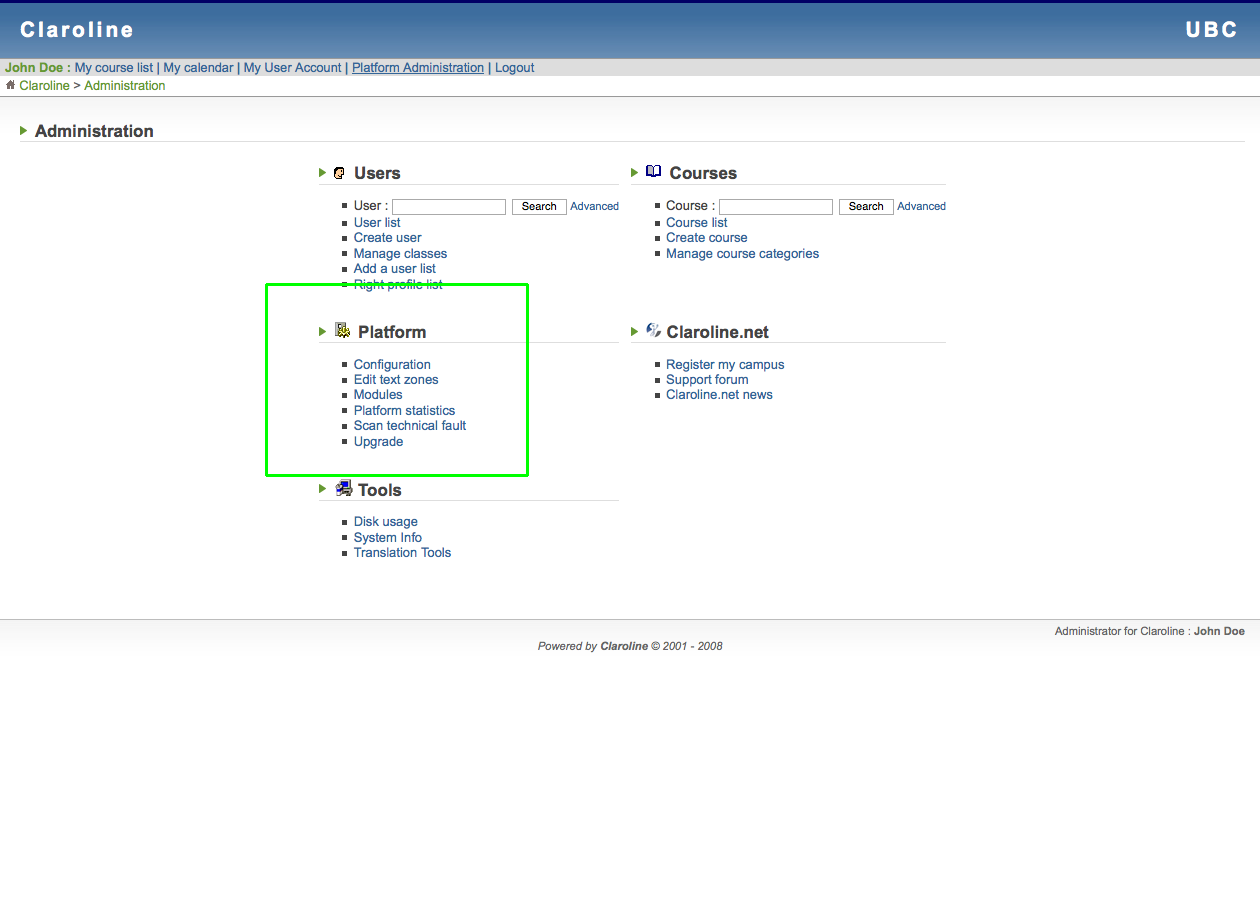 Claroline
UBC
John Doe : My course list | My calendar | My User Account | Platform Administration | Logout
Claroline > Administration
Administration
Users
User : Search Advanced
User list
Create user
Manage classes
Add a user list
Right profile list
Courses
Course : Search Advanced
Course list
Create course
Manage course categories
Platform
Configuration
Edit text zones
Modules
Platform statistics
Scan technical fault
Upgrade
Claroline.net
Register my campus
Support forum
Claroline.net news
Tools
Disk usage
System Info
Translation Tools
Administrator for Claroline : John Doe
Powered by Claroline © 2001 - 2008